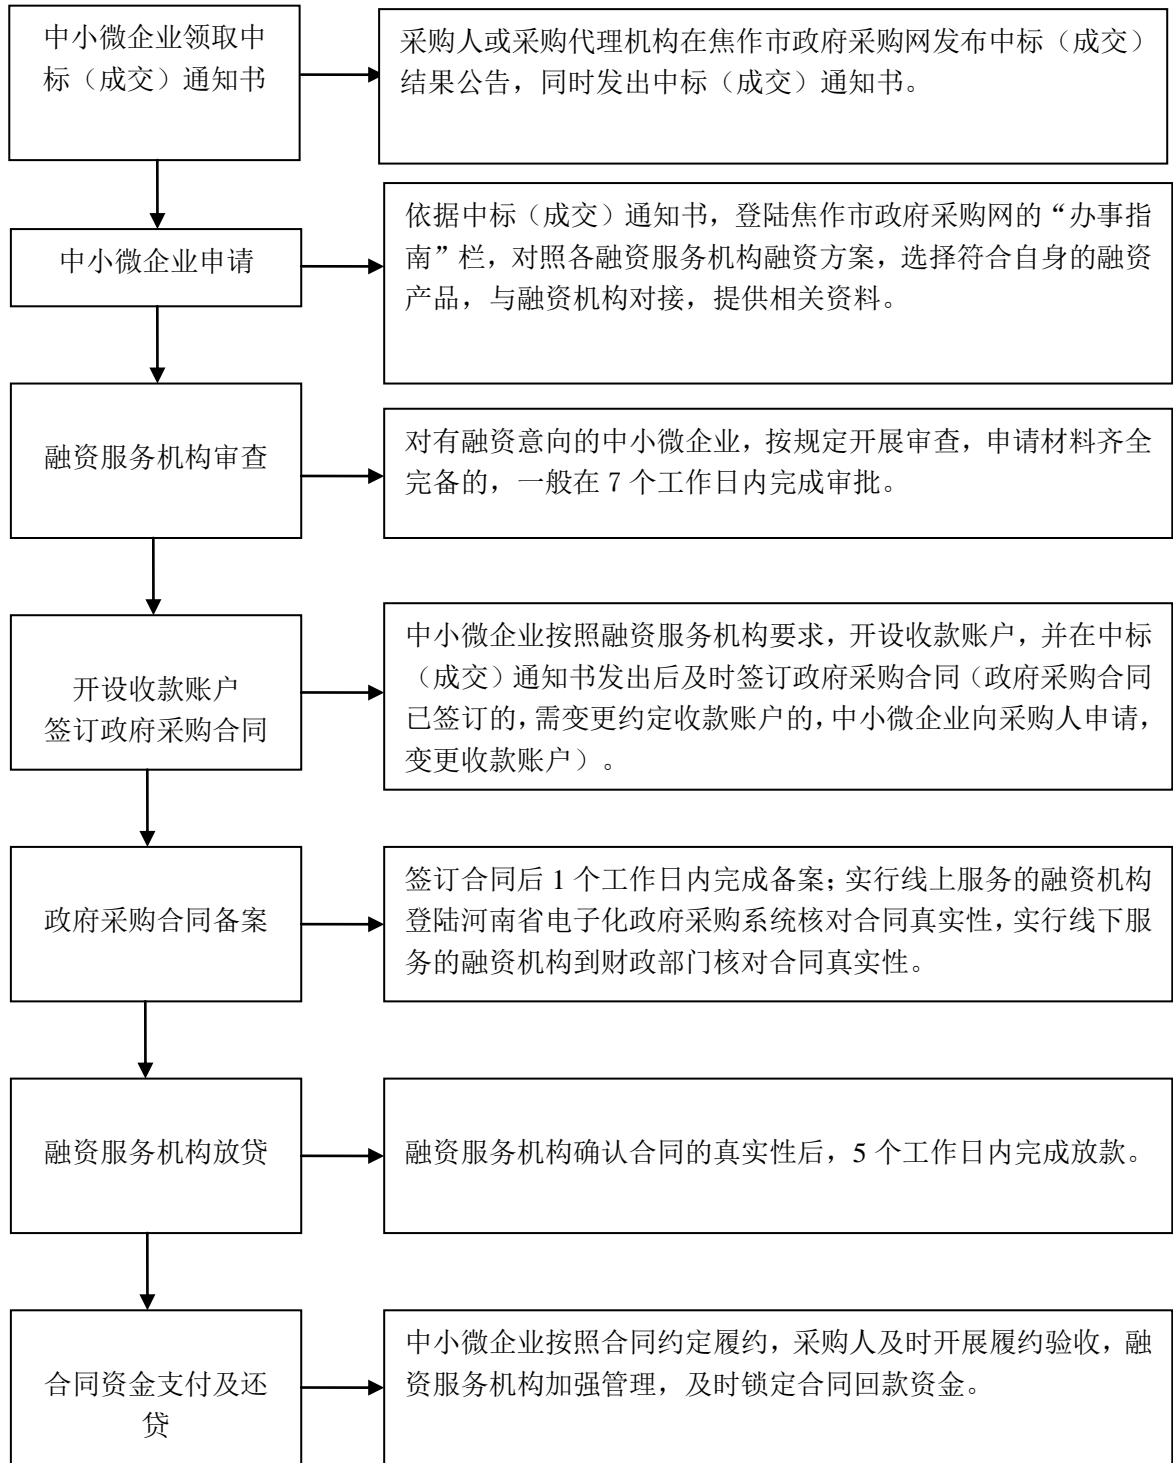 中小微企业领取中
标（成交）通知书
采购人或采购代理机构在焦作市政府采购网发布中标（成交）
结果公告，同时发出中标（成交）通知书。
中小微企业申请
依据中标（成交）通知书，登陆焦作市政府采购网的“办事指
南”栏，对照各融资服务机构融资方案，选择符合自身的融资
产品，与融资机构对接，提供相关资料。
融资服务机构审查
对有融资意向的中小微企业，按规定开展审查，申请材料齐全
完备的，一般在 7 个工作日内完成审批。
开设收款账户
签订政府采购合同
中小微企业按照融资服务机构要求，开设收款账户，并在中标
（成交）通知书发出后及时签订政府采购合同（政府采购合同
已签订的，需变更约定收款账户的，中小微企业向采购人申请，
变更收款账户）。
政府采购合同备案
签订合同后 1 个工作日内完成备案；实行线上服务的融资机构
登陆河南省电子化政府采购系统核对合同真实性，实行线下服
务的融资机构到财政部门核对合同真实性。
融资服务机构放贷
融资服务机构确认合同的真实性后，5 个工作日内完成放款。
合同资金支付及还
贷
中小微企业按照合同约定履约，采购人及时开展履约验收，融
资服务机构加强管理，及时锁定合同回款资金。